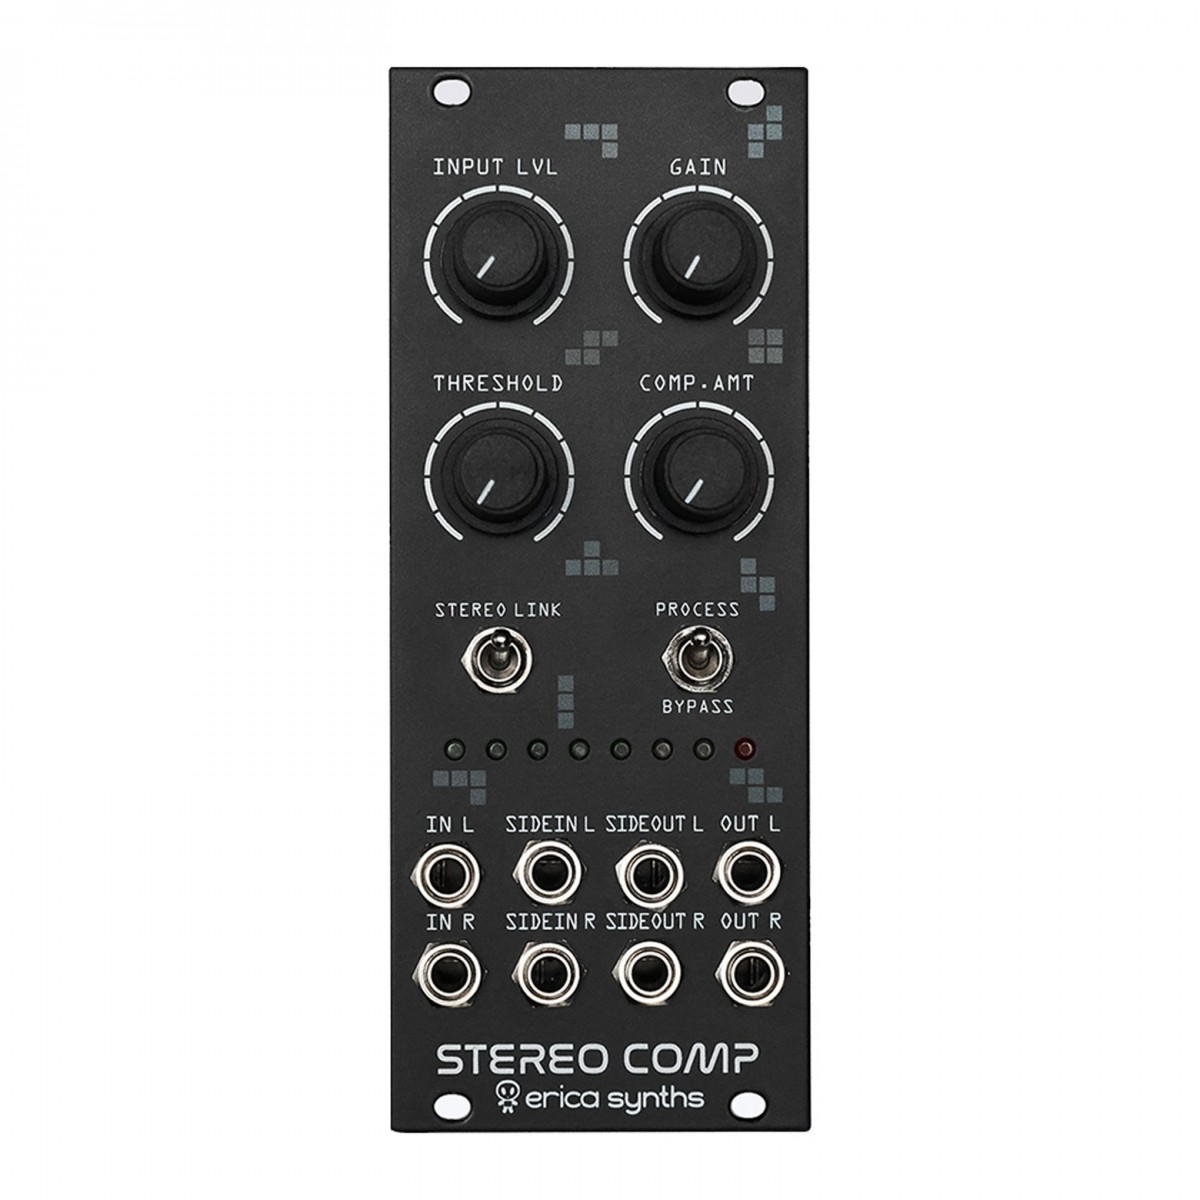 INPUT LVL GAIN
THRESHOLD COMP.AMT
STEREO LINK PROCESS
BYPASS
IN L SIDEIN L SIDEOUT L OUT L
IN R SIDEIN R SIDEOUT R OUT R
STEREO COMP
erica synths